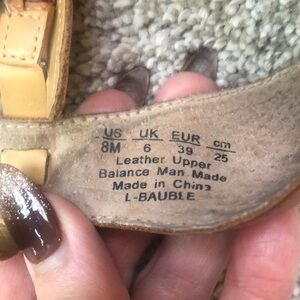 US UK EUR cm
8M 6 39 25
Leather Upper
Balance Man Made
Made in China
L-BAUBLE